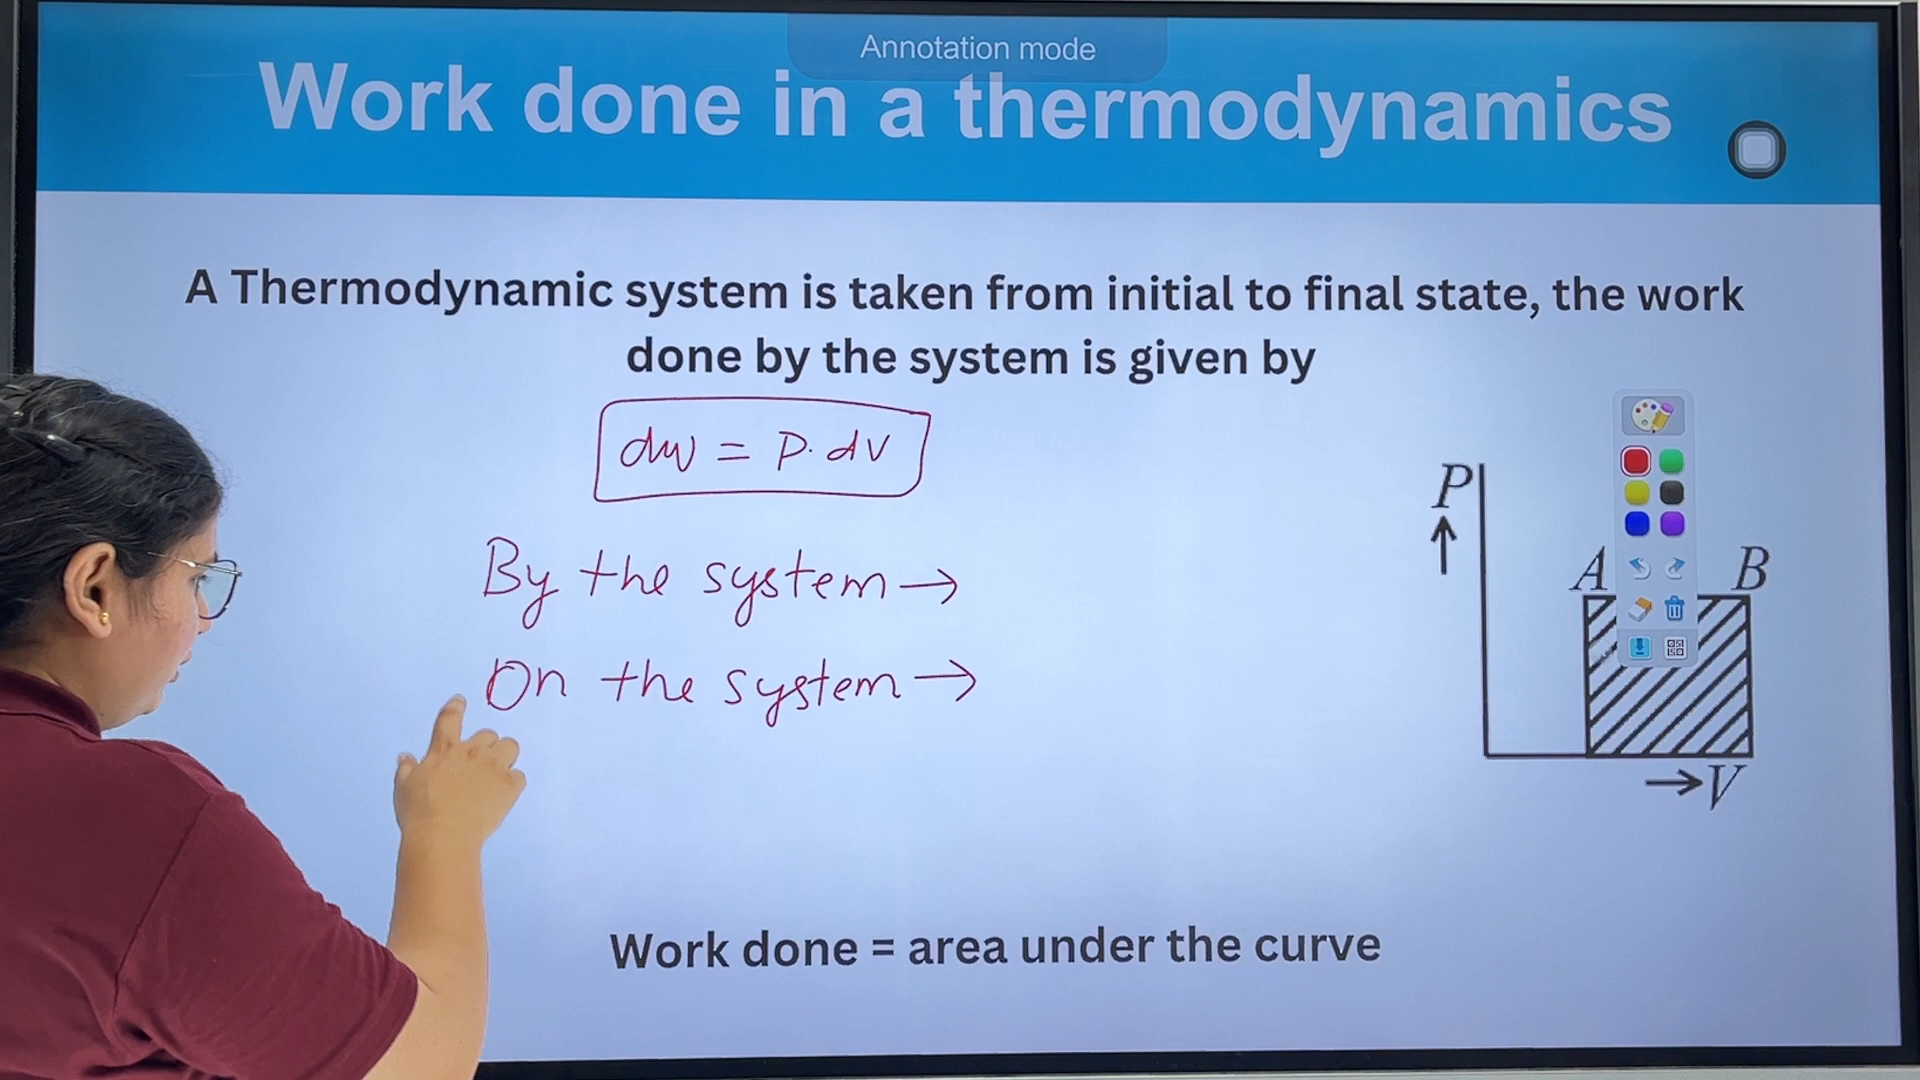 Annotation mode
Work done in a thermodynamics
A Thermodynamic system is taken from initial to final state, the work
done by the system is given by
dw = P. dV
By the system →
On the system →
P
↑
A
B
→ V
Work done = area under the curve